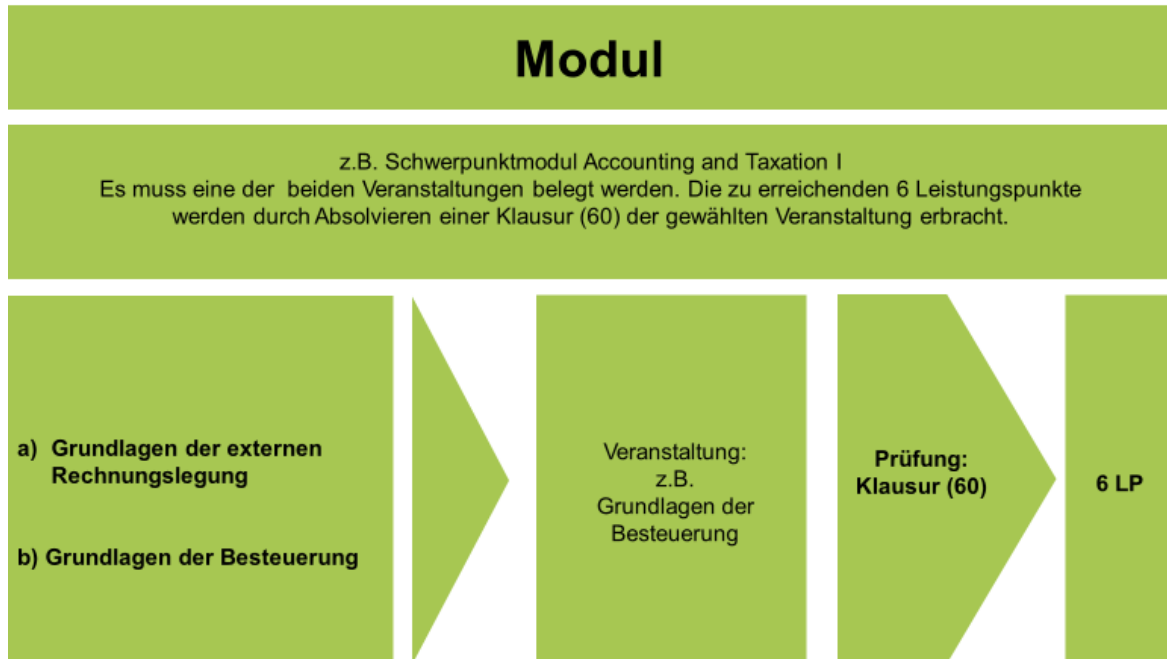 Modul
z.B. Schwerpunktmodul Accounting and Taxation I
Es muss eine der beiden Veranstaltungen belegt werden. Die zu erreichenden 6 Leistungspunkte
werden durch Absolvieren einer Klausur (60) der gewählten Veranstaltung erbracht.
a) Grundlagen der externen
Rechnungslegung
b) Grundlagen der Besteuerung
Veranstaltung:
z.B.
Grundlagen der
Besteuerung
Prüfung:
Klausur (60)
6 LP